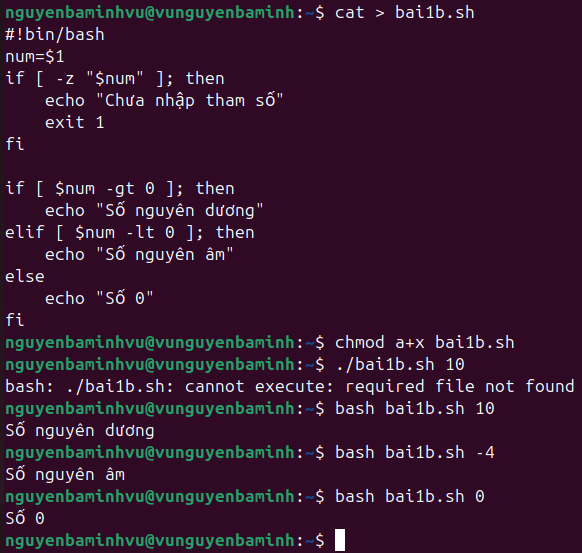 nguyenbaminhvu@vunguyenbaminh:~$ cat > bai1b.sh
#!bin/bash
num=$1
if [ -z "$num" ]; then
    echo "Chưa nhập tham số"
    exit 1
fi

if [ $num -gt 0 ]; then
    echo "Số nguyên dương"
elif [ $num -lt 0 ]; then
    echo "Số nguyên âm"
else
    echo "Số 0"
fi
nguyenbaminhvu@vunguyenbaminh:~$ chmod a+x bai1b.sh
nguyenbaminhvu@vunguyenbaminh:~$ ./bai1b.sh 10
bash: ./bai1b.sh: cannot execute: required file not found
nguyenbaminhvu@vunguyenbaminh:~$ bash bai1b.sh 10
Số nguyên dương
nguyenbaminhvu@vunguyenbaminh:~$ bash bai1b.sh -4
Số nguyên âm
nguyenbaminhvu@vunguyenbaminh:~$ bash bai1b.sh 0
Số 0
nguyenbaminhvu@vunguyenbaminh:~$